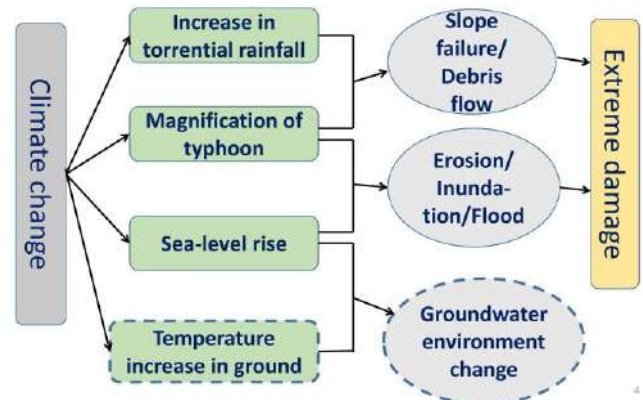 Climate change
Increase in
torrential rainfall
Magnification of
typhoon
Sea-level rise
Temperature
increase in ground
Slope
failure/
Debris
flow
Erosion/
Inunda-
tion/Flood
Groundwater
environment
change
Extreme damage
4